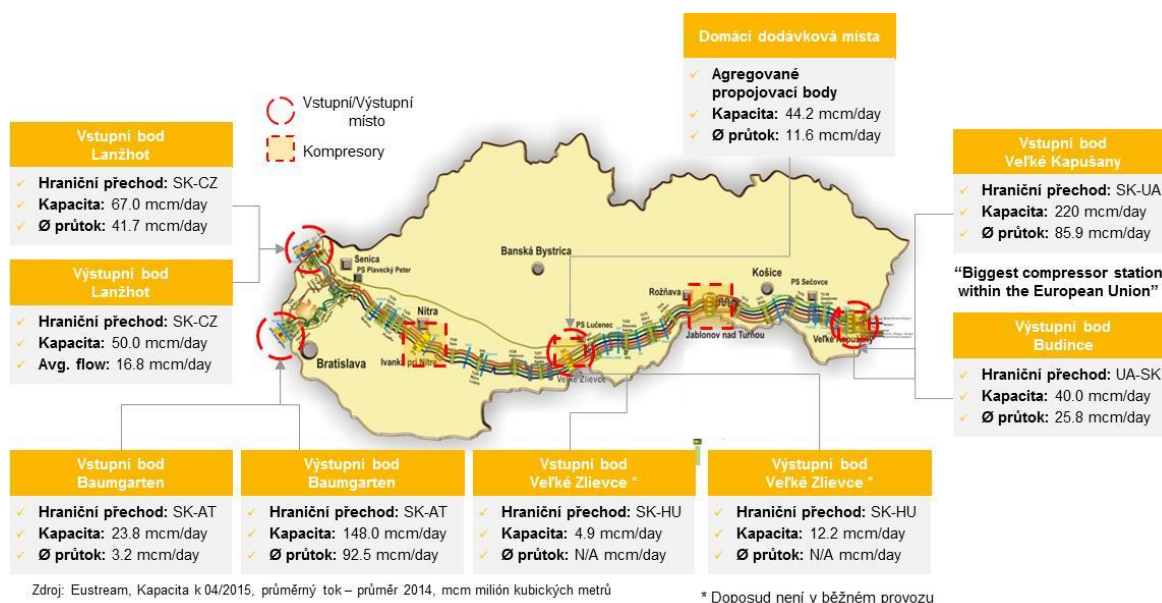 Domácí dodávková místa
✓ Agregované
propojovací body
✓ Kapacita: 44.2 mcm/day
✓ Ø průtok: 11.6 mcm/day
Vstupní/Výstupní
místo
Kompresory
Vstupní bod
Lanžhot
✓ Hraniční přechod: SK-CZ
✓ Kapacita: 67.0 mcm/day
✓ Ø průtok: 41.7 mcm/day
Výstupní bod
Lanžhot
✓ Hraniční přechod: SK-CZ
✓ Kapacita: 50.0 mcm/day
✓ Avg. flow: 16.8 mcm/day
Vstupní bod
Veľké Kapušany
✓ Hraniční přechod: SK-UA
✓ Kapacita: 220 mcm/day
✓ Ø průtok: 85.9 mcm/day
“Biggest compressor station
within the European Union”
Výstupní bod
Budince
✓ Hraniční přechod: UA-SK
✓ Kapacita: 40.0 mcm/day
✓ Ø průtok: 25.8 mcm/day
Senica
PS Plavecký Peter
Banská Bystrica
Košice
Rožňava
PS Sečovce
Nitra
PS Lučenec
Jablonov nad Turňou
Veľké Kapušany
Bratislava
Ivanka pri Nitre
Veľké Zlievce
Vstupní bod
Baumgarten
✓ Hraniční přechod: SK-AT
✓ Kapacita: 23.8 mcm/day
✓ Ø průtok: 3.2 mcm/day
Výstupní bod
Baumgarten
✓ Hraniční přechod: SK-AT
✓ Kapacita: 148.0 mcm/day
✓ Ø průtok: 92.5 mcm/day
Vstupní bod
Veľké Zlievce *
✓ Hraniční přechod: SK-HU
✓ Kapacita: 4.9 mcm/day
✓ Ø průtok: N/A mcm/day
Výstupní bod
Veľké Zlievce *
✓ Hraniční přechod: SK-HU
✓ Kapacita: 12.2 mcm/day
✓ Ø průtok: N/A mcm/day
Zdroj: Eustream, Kapacita k 04/2015, průměrný tok – průměr 2014, mcm milión kubických metrů
* Doposud není v běžném provozu